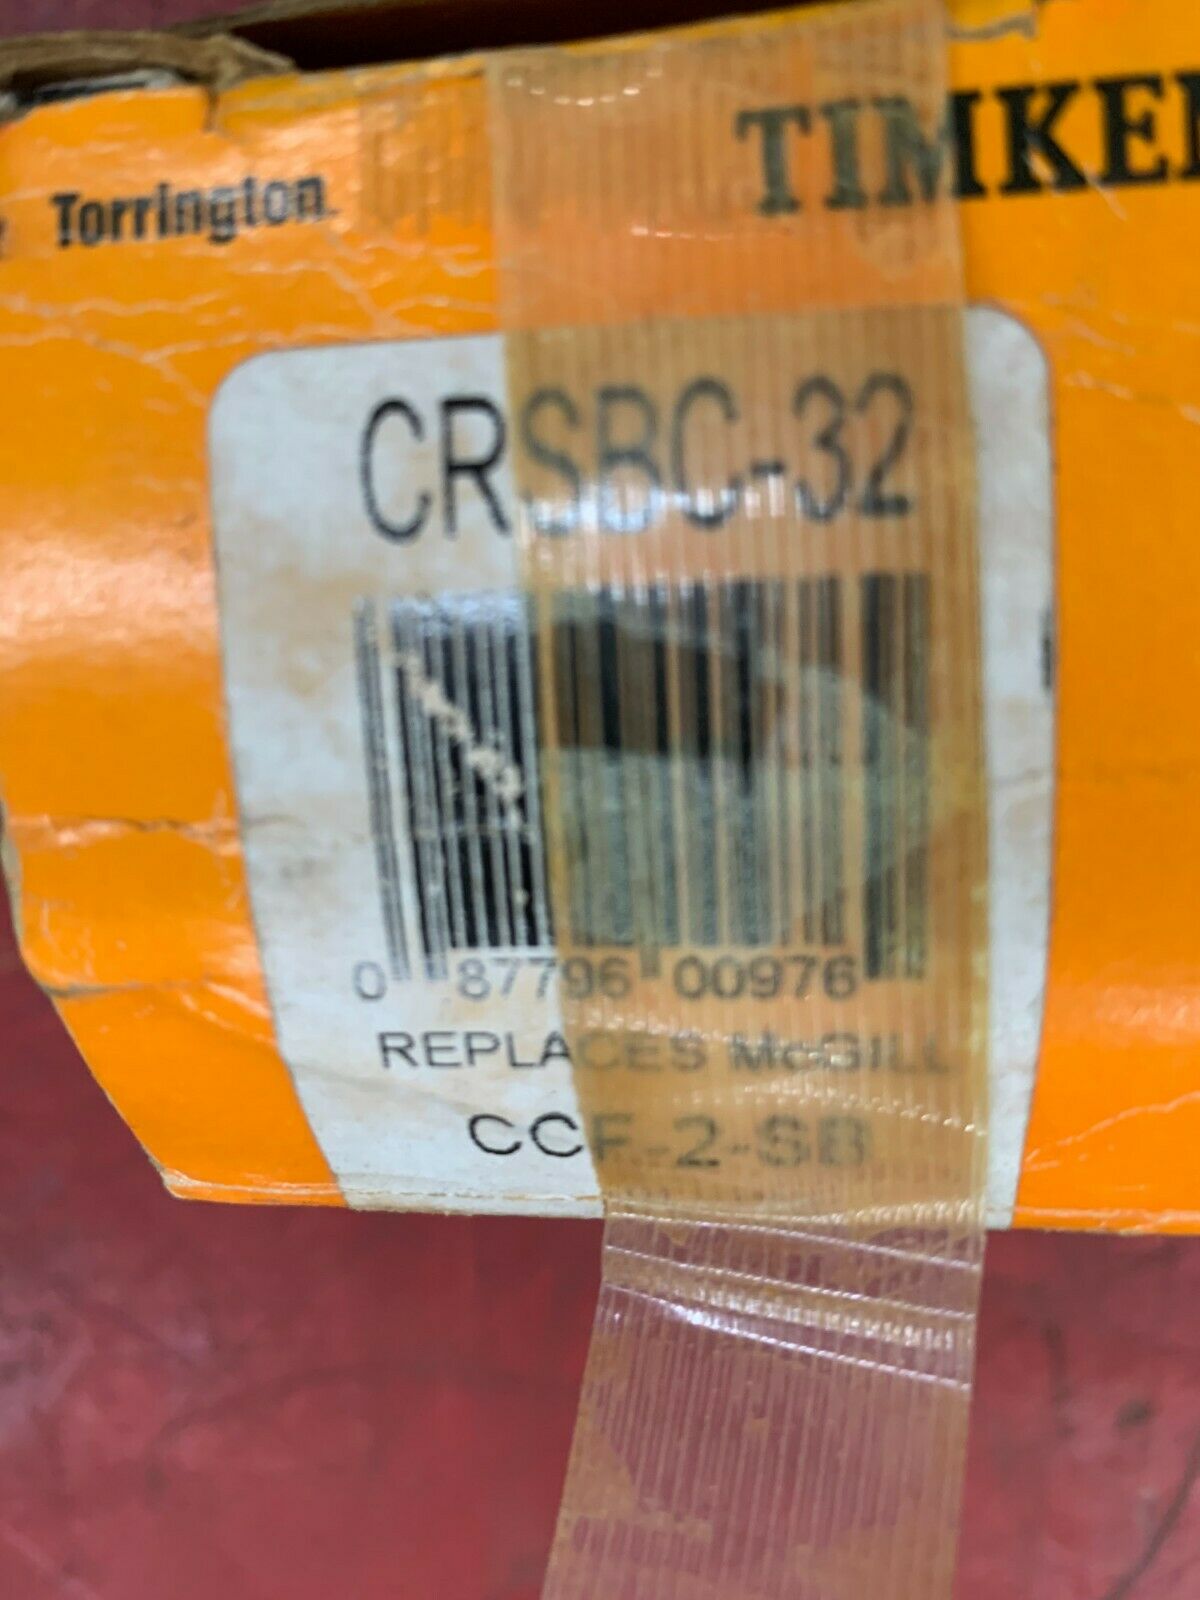 Torrington
TIMKEN
CRSBC-32
0 87796 00976
REPLACES McGILL
CCF-2-SB